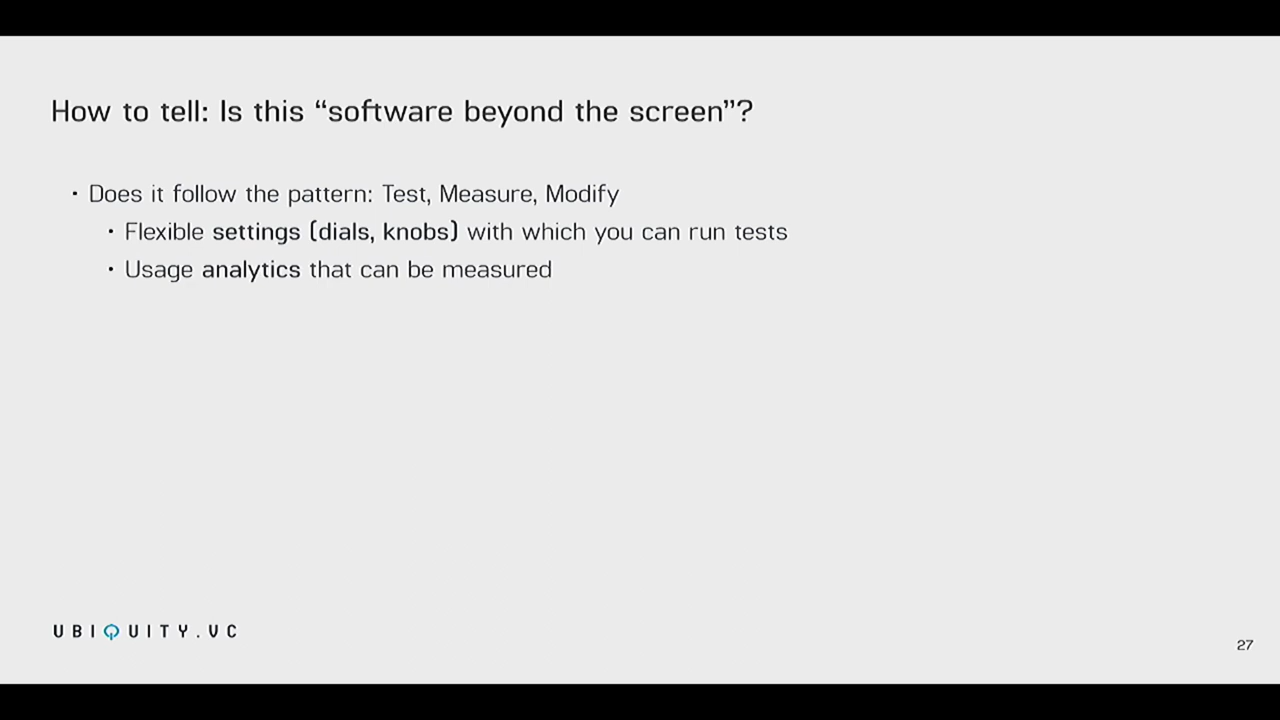 How to tell: Is this “software beyond the screen”?
• Does it follow the pattern: Test, Measure, Modify
• Flexible settings (dials, knobs) with which you can run tests
• Usage analytics that can be measured
UBIQUITY.VC
27